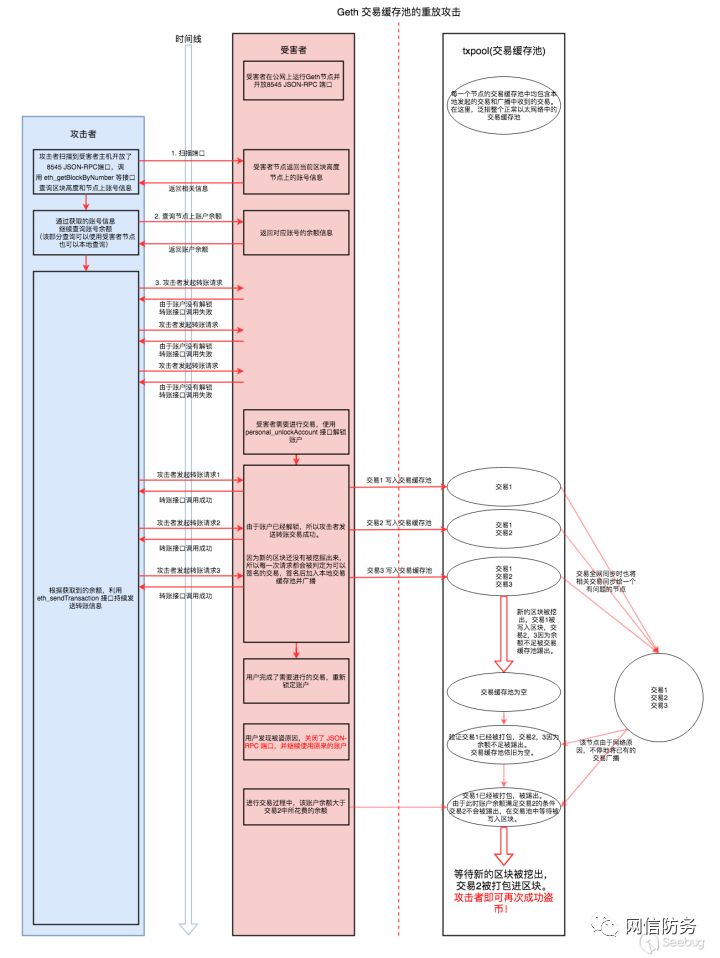 Geth 交易缓存池的重放攻击
时间线
受害者
txpool(交易缓存池)
受害者在公网上运行Geth节点并
开放8545 JSON-RPC 端口
每一个节点的交易缓存池中均包含本
地发起的交易和广播中收到的交易。
在这里，泛指整个正常以太网络中的
交易缓存池
攻击者
攻击者扫描到受害者主机开放了
8545 JSON-RPC端口，调
用 eth_getBlockByNumber 等接口
查询区块高度和节点上账号信息
1. 扫描端口
返回相关信息
受害者节点返回当前区块高度
节点上的账号信息
通过获取的账号信息
继续查询账号余额
（该部分查询可以使用受害者节点
也可以本地查询）
2. 查询节点上账户余额
返回账户余额
返回对应账号的余额信息
3. 攻击者发起转账请求
由于账户没有解锁
转账接口调用失败
攻击者发起转账请求
由于账户没有解锁
转账接口调用失败
攻击者发起转账请求
由于账户没有解锁
转账接口调用失败
受害者需要进行交易，使用
personal_unlockAccount 接口解锁
账户
攻击者发起转账请求1
转账接口调用成功
攻击者发起转账请求2
转账接口调用成功
攻击者发起转账请求3
转账接口调用成功
由于账户已经解锁，所以攻击者发
送转账交易成功。
因为新的区块还没有被挖掘出来，
所以每一次请求都会被判定为可以
签名的交易，签名后加入本地交易
缓存池并广播
交易1 写入交易缓存池
交易2 写入交易缓存池
交易3 写入交易缓存池
交易1
交易1
交易2
交易1
交易2
交易3
交易全网同步时也将
相关交易同步给一个
有问题的节点
根据获取到的余额，利用
eth_sendTransaction 接口持续发
送转账信息
新的区块被挖
出，交易1被
写入区块，交
易2，3因为余
额不足被交易
缓存池踢出。
用户完成了需要进行的交易，重新
锁定账户
交易缓存池为空
交易1
交易2
交易3
用户发现被盗原因，关闭了 JSON-
RPC 端口，并继续使用原来的账户
验证交易1已经被打包，交易2，3因为
余额不足被踢出。
交易缓存池依旧为空。
该节点由于网络原
因，不停地将已有的
交易广播
进行交易过程中，该账户余额大于
交易2中所花费的余额
交易1已经被打包，被踢出。
由于此时账户余额满足交易2的条件
交易2不会被踢出，在交易池中等待被
写入区块。
等待新的区块被挖出，
交易2被打包进区块。
攻击者即可再次成功盗
币！
网信防务
Seebug